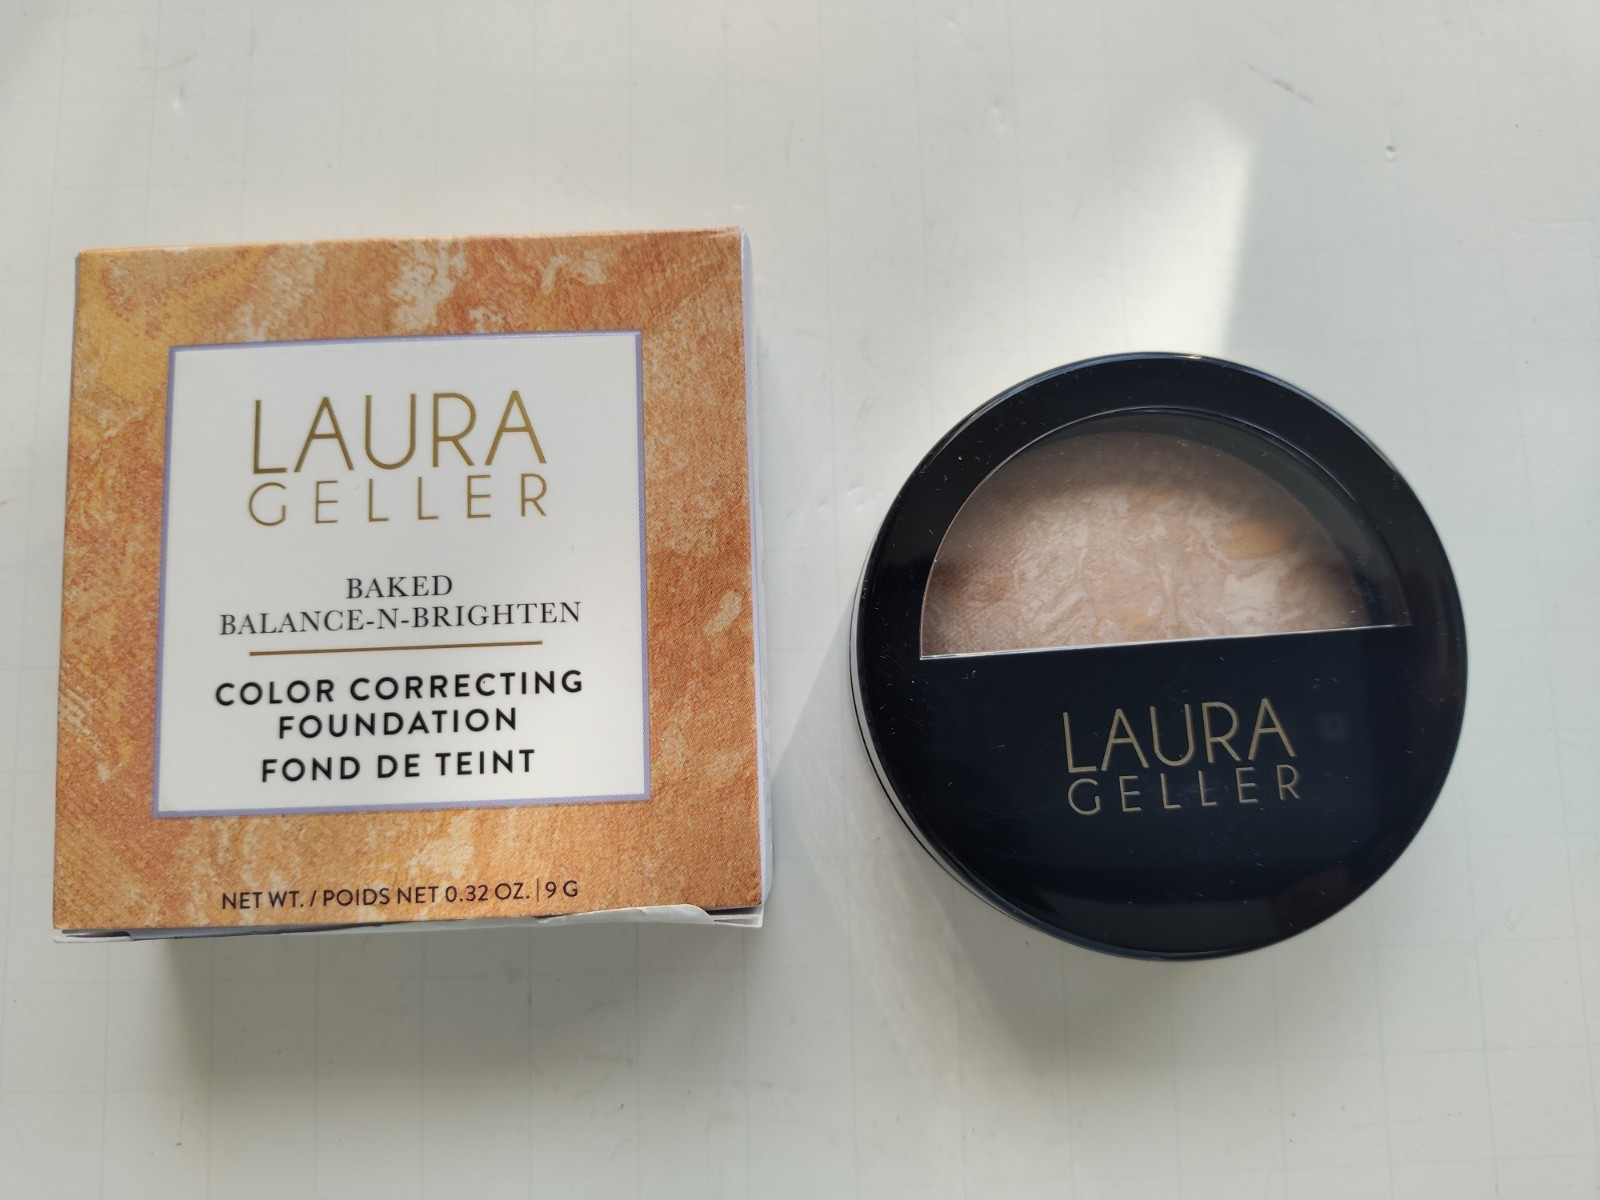 LAURA
GELLER
BAKED
BALANCE-N-BRIGHTEN
COLOR CORRECTING
FOUNDATION
FOND DE TEINT
NET WT. / POIDS NET 0.32 OZ. | 9 G
LAURA
GELLER